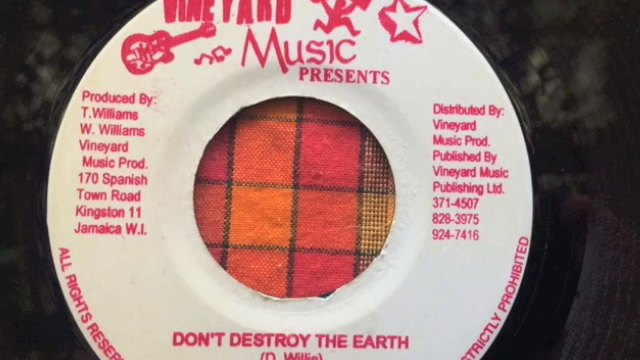 VINEYARD
Music
PRESENTS
Produced By:
T.Williams
W. Williams
Vineyard
Music Prod.
170 Spanish
Town Road
Kingston 11
Jamaica W.I.
Distributed By:
Vineyard
Music Prod.
Published By
Vineyard Music
Publishing Ltd.
371-4507
828-3975
924-7416
ALL RIGHTS RESER
STRICTLY PROHIBITED
DON'T DESTROY THE EARTH
(D. Willis)